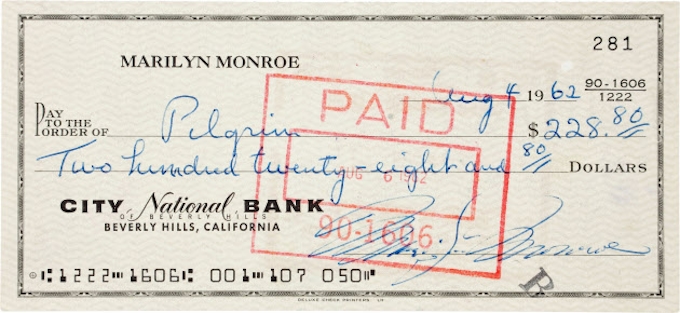 281
MARILYN MONROE
Aug 4 1962 90-1606
1222
PAY
TO THE
ORDER OF Pilgrim $228.80
Two hundred twenty-eight and 80 DOLLARS
PAID
AUG 6 1962
90-1606
CITY National BANK
OF BEVERLY HILLS
BEVERLY HILLS, CALIFORNIA
Marilyn Monroe
1222 1606 001 107 050
P
DELUXE CHECK PRINTERS